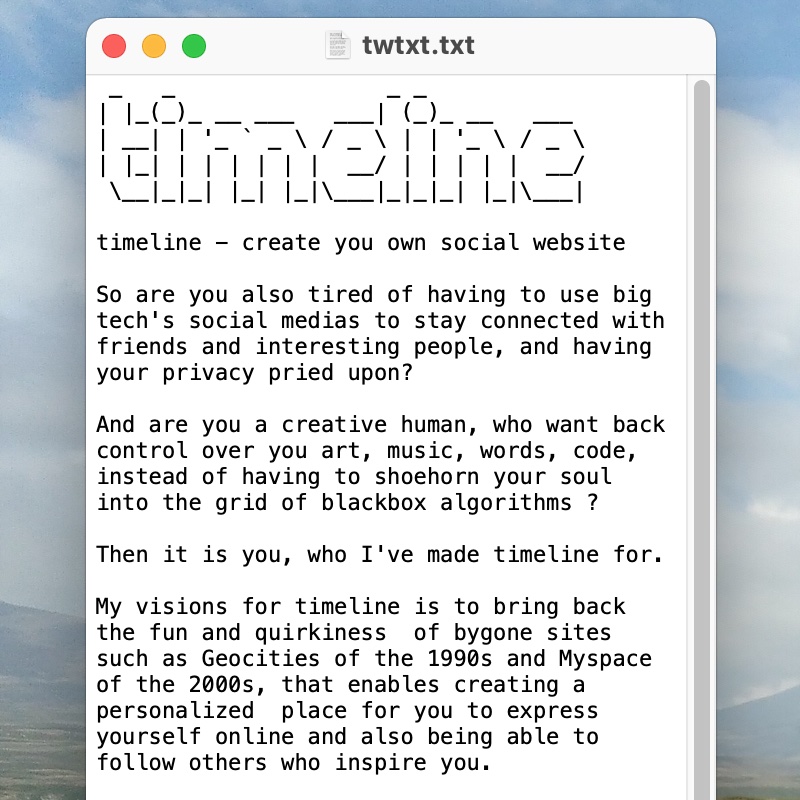 twtxt.txt
timeline
timeline – create you own social website
So are you also tired of having to use big
tech's social medias to stay connected with
friends and interesting people, and having
your privacy pried upon?
And are you a creative human, who want back
control over you art, music, words, code,
instead of having to shoehorn your soul
into the grid of blackbox algorithms ?
Then it is you, who I've made timeline for.
My visions for timeline is to bring back
the fun and quirkiness  of bygone sites
such as Geocities of the 1990s and Myspace
of the 2000s, that enables creating a
personalized  place for you to express
yourself online and also being able to
follow others who inspire you.